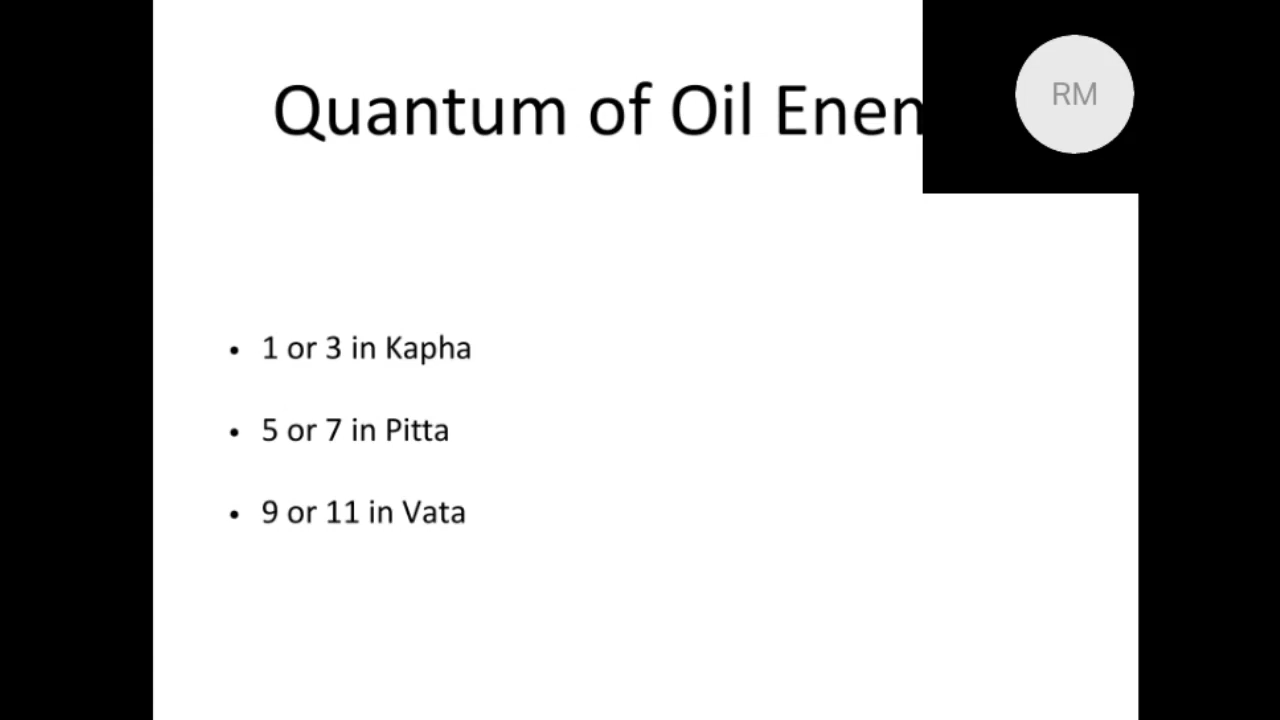 Quantum of Oil
RM
• 1 or 3 in Kapha
• 5 or 7 in Pitta
• 9 or 11 in Vata